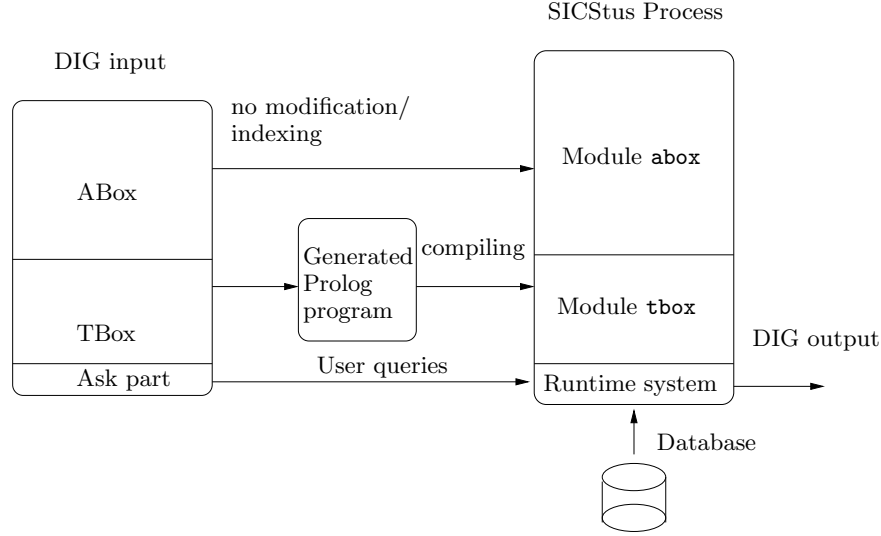 SICStus Process
DIG input
no modification/
indexing
Module abox
ABox
Generated
Prolog
program
compiling
Module tbox
TBox
DIG output
User queries
Ask part
Runtime system
Database